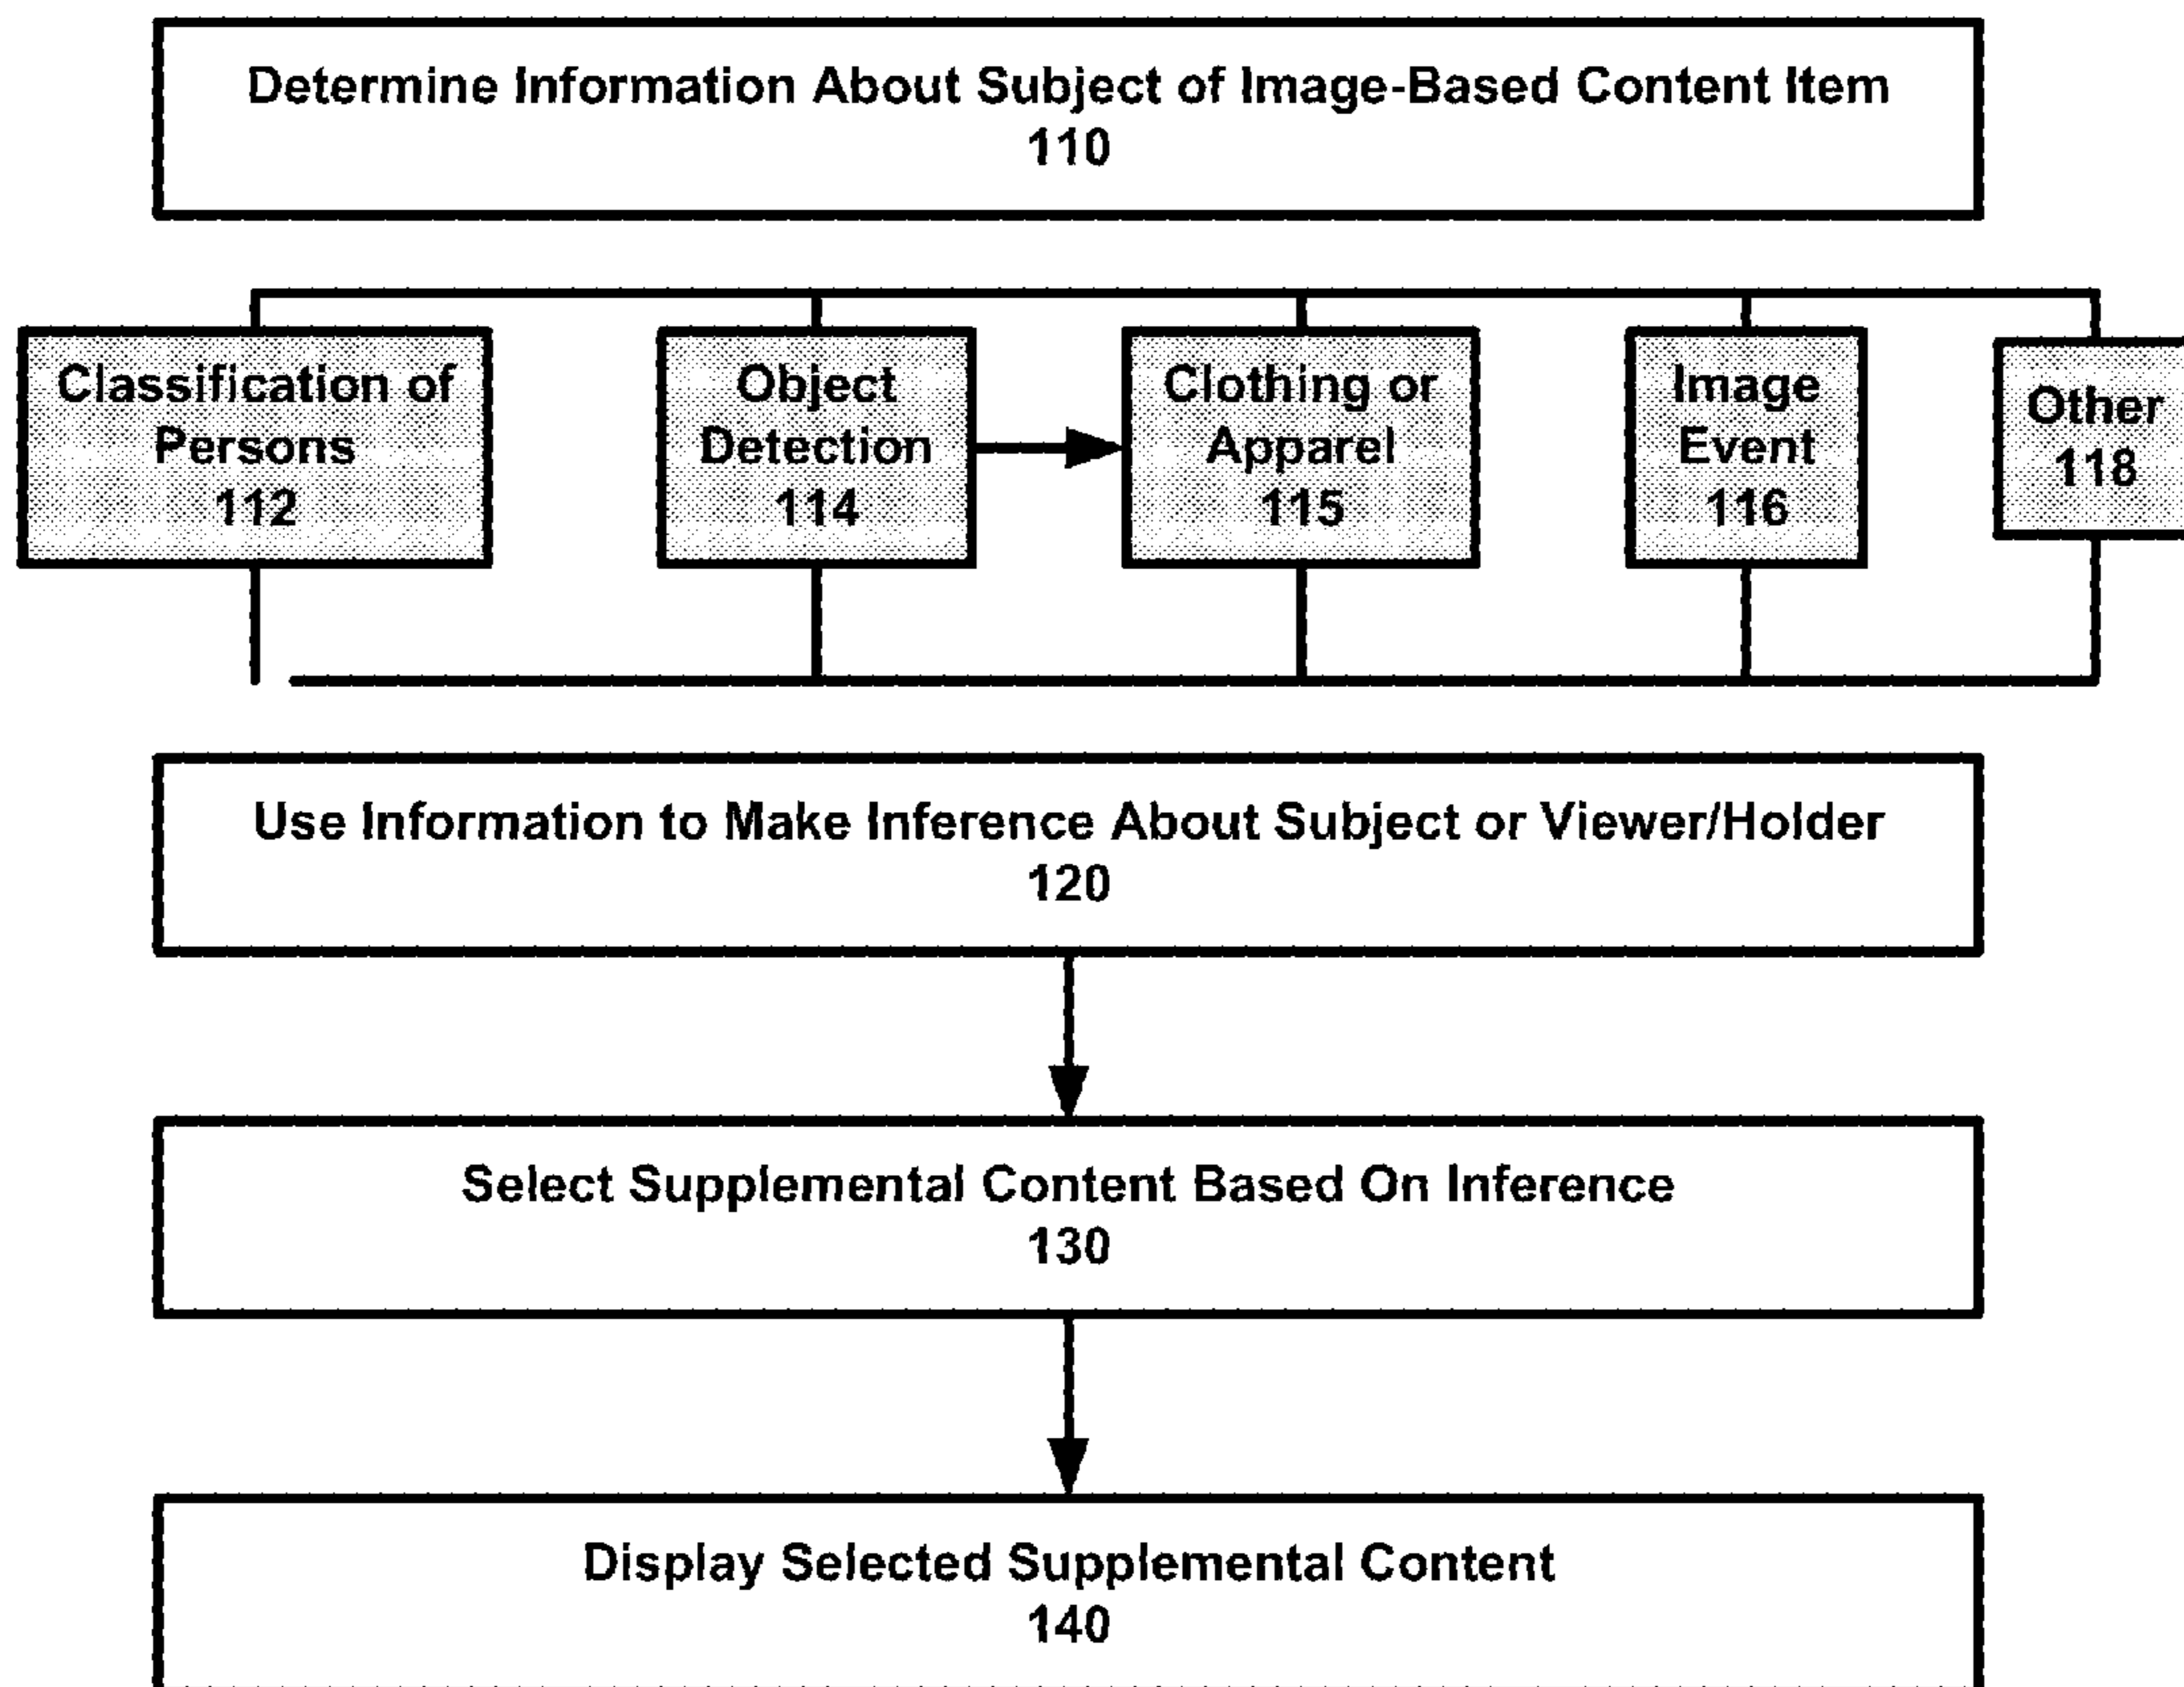 Determine Information About Subject of Image-Based Content Item
110
Classification of
Persons
112
Object
Detection
114
Clothing or
Apparel
115
Image
Event
116
Other
118
Use Information to Make Inference About Subject or Viewer/Holder
120
Select Supplemental Content Based On Inference
130
Display Selected Supplemental Content
140